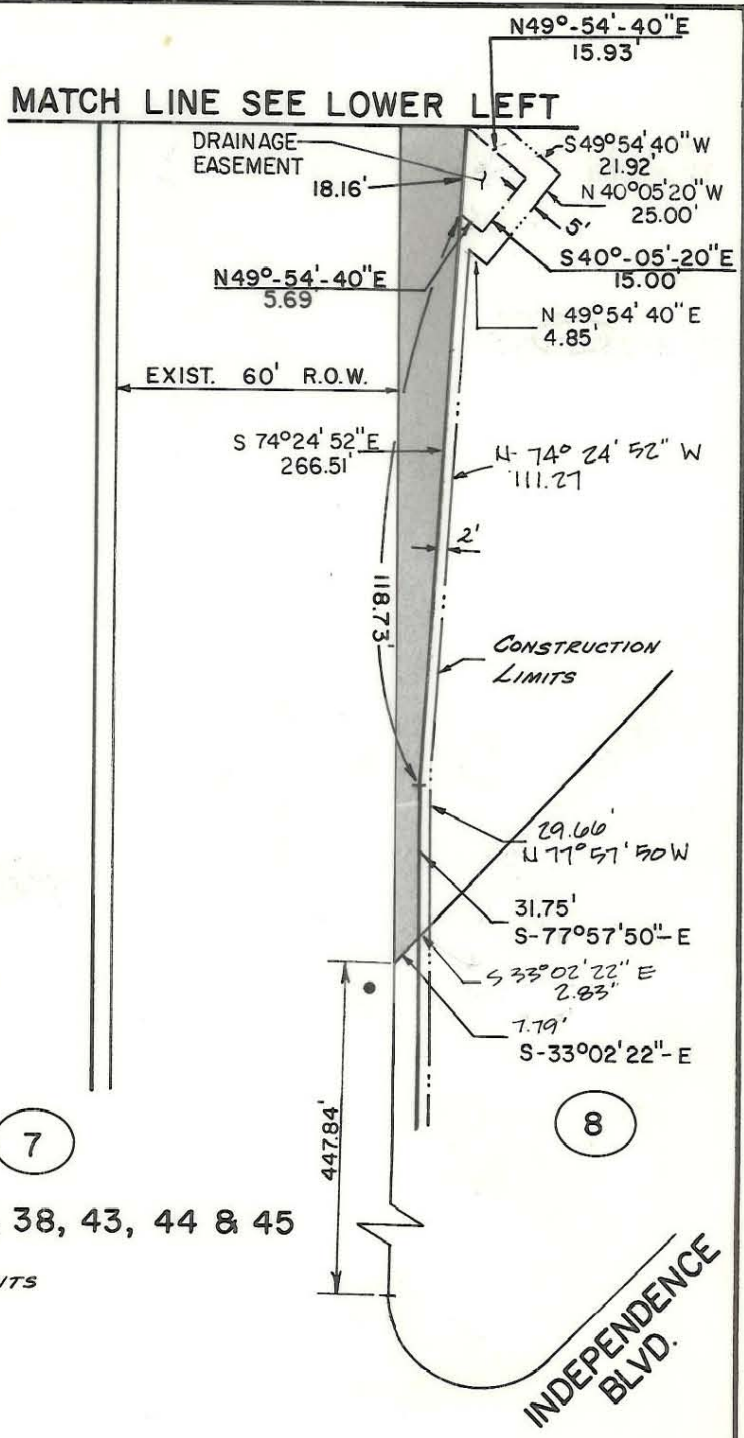 N49°-54'-40"E
15.93'
MATCH LINE SEE LOWER LEFT
DRAINAGE
EASEMENT
18.16'
S49°54'40"W
21.92'
N40°05'20"W
25.00'
5'
S40°-05'-20"E
15.00'
N49°-54'-40"E
5.69
N 49°54'40"E
4.85'
EXIST. 60' R.O.W.
S 74°24'52"E
266.51'
N- 74° 24' 52" W
111.27
2'
118.73'
CONSTRUCTION
LIMITS
29.66'
N 77°57'50 W
31.75'
S-77°57'50"-E
S 33°02'22" E
2.83"
7.79'
S-33°02'22"-E
447.84'
7
8
38, 43, 44 & 45
INDEPENDENCE
BLVD.